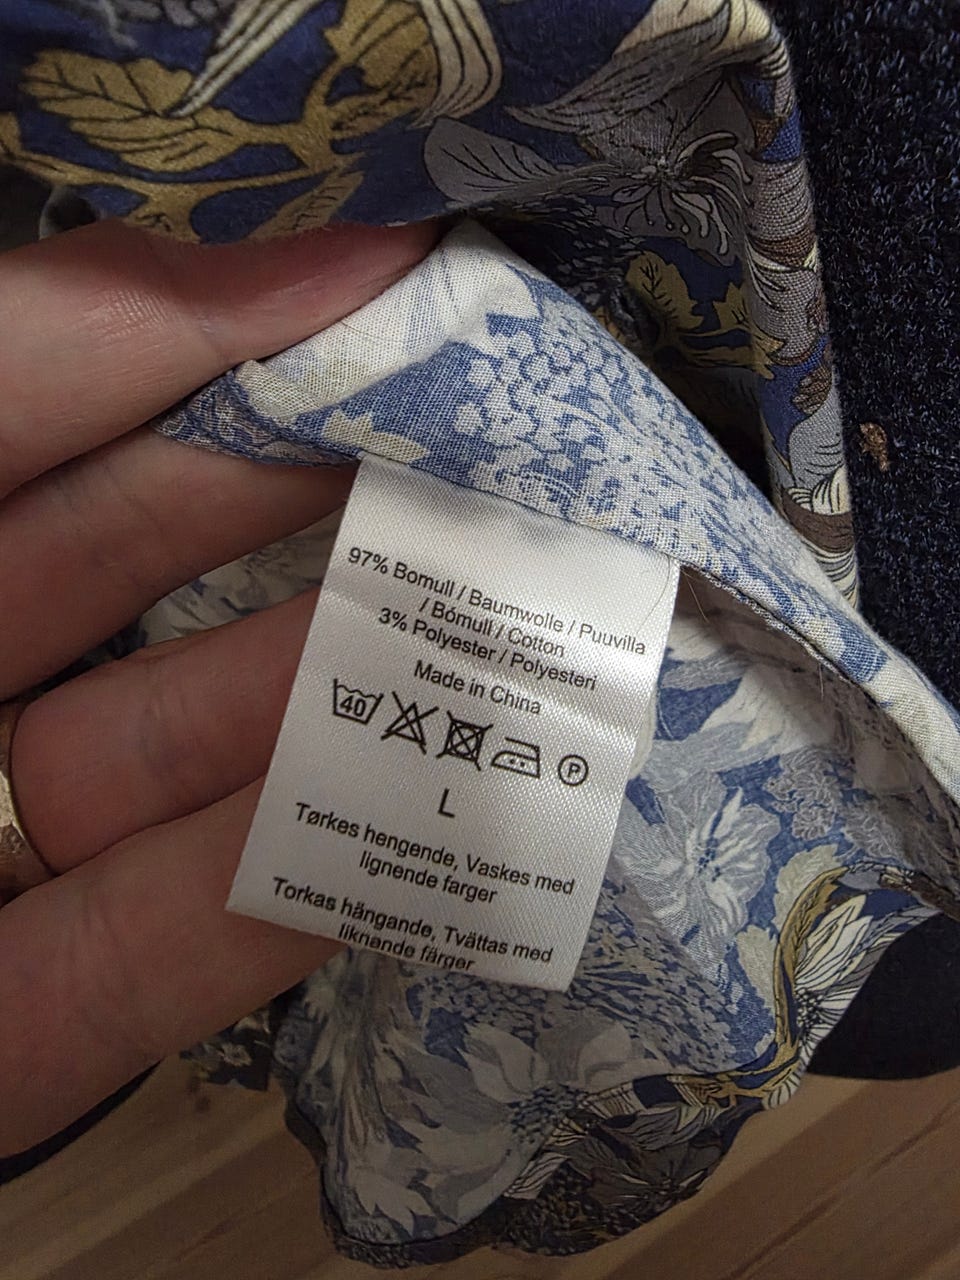 97% Bomull / Baumwolle / Puuvilla
/ Bómull / Cotton
3% Polyester / Polyesteri
Made in China
40 P
L
Tørkes hengende, Vaskes med
lignende farger
Torkas hängande, Tvättas med
liknande färger